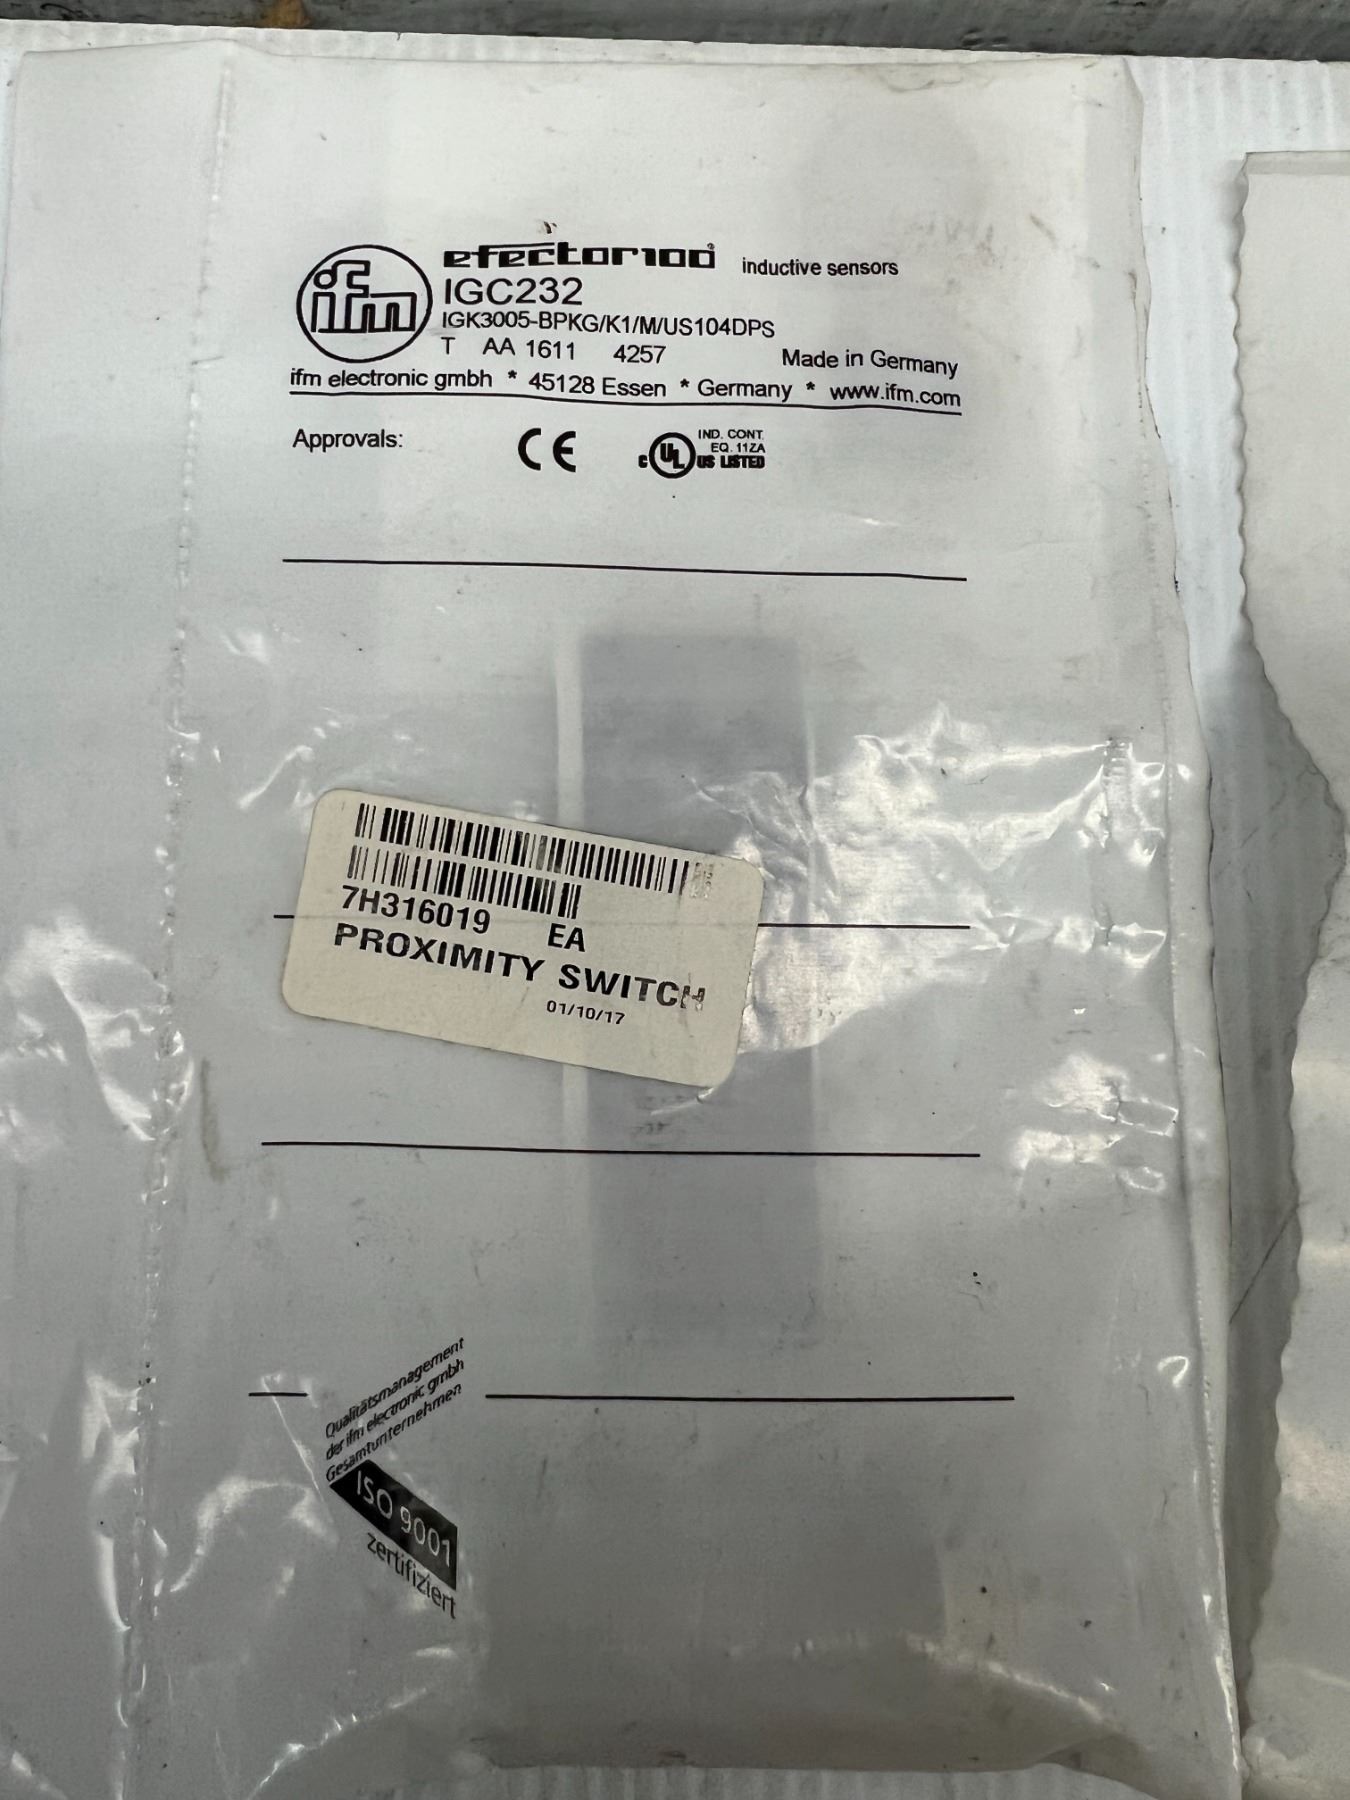 ifm
efector100® inductive sensors
IGC232
IGK3005-BPKG/K1/M/US104DPS
T AA 1611 4257 Made in Germany
ifm electronic gmbh * 45128 Essen * Germany * www.ifm.com
Approvals: CE c UL US LISTED
IND. CONT.
EQ. 11ZA
7H316019 EA
PROXIMITY SWITCH
01/10/17
Qualitätsmanagement
der ifm electronic gmbh
Gesamtunternehmen
ISO 9001
zertifiziert